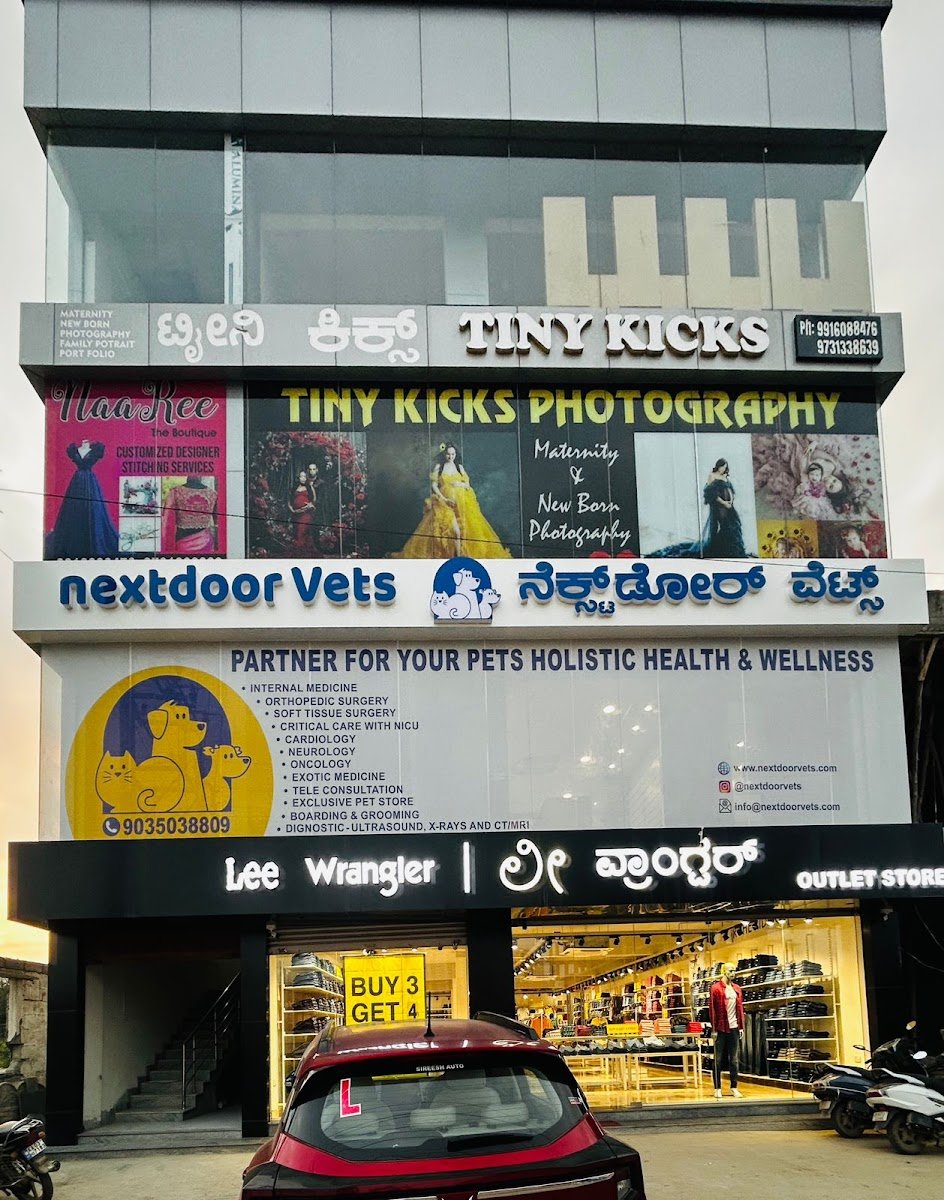 ALUMINA
MATERNITY
NEW BORN
PHOTOGRAPHY
FAMILY POTRAIT
PORT FOLIO
ಟೈನಿ ಕಿಕ್ಸ್
TINY KICKS
Ph: 9916088476
9731338639
NaaRee
The Boutique
CUSTOMIZED DESIGNER
STITCHING SERVICES
TINY KICKS PHOTOGRAPHY
Maternity
&
New Born
Photography
nextdoor Vets
ನೆಕ್ಸ್ಟ್‌ಡೋರ್ ವೆಟ್ಸ್
PARTNER FOR YOUR PETS HOLISTIC HEALTH & WELLNESS
• INTERNAL MEDICINE
• ORTHOPEDIC SURGERY
• SOFT TISSUE SURGERY
• CRITICAL CARE WITH NICU
• CARDIOLOGY
• NEUROLOGY
• ONCOLOGY
• EXOTIC MEDICINE
• TELE CONSULTATION
• EXCLUSIVE PET STORE
• BOARDING & GROOMING
• DIGNOSTIC - ULTRASOUND, X-RAYS AND CT/MRI
9035038809
www.nextdoorvets.com
@nextdoorvets
info@nextdoorvets.com
Lee Wrangler | ಲೀ ವ್ರಾಂಗ್ಲರ್
OUTLET STORE
BUY 3
GET 4
SIREESH AUTO
L